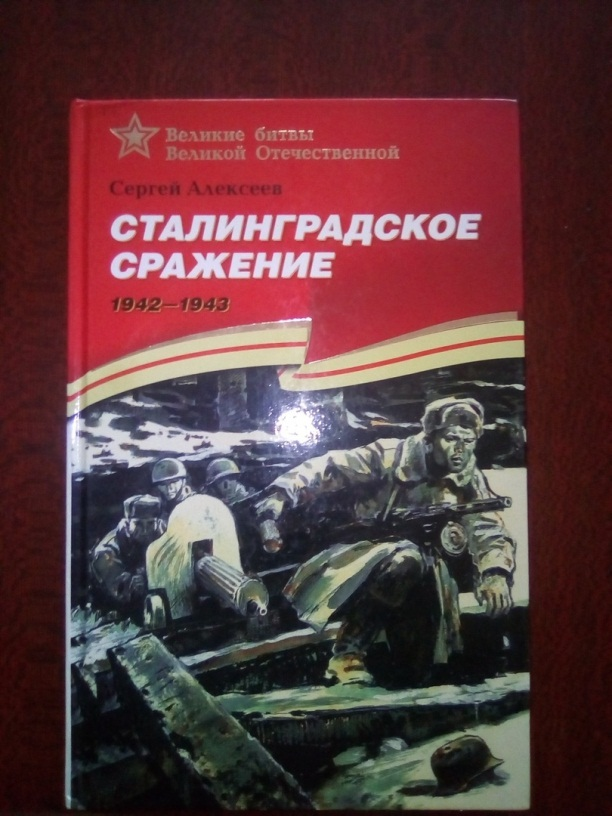 Великие битвы
Великой Отечественной
Сергей Алексеев
СТАЛИНГРАДСКОЕ
СРАЖЕНИЕ
1942—1943